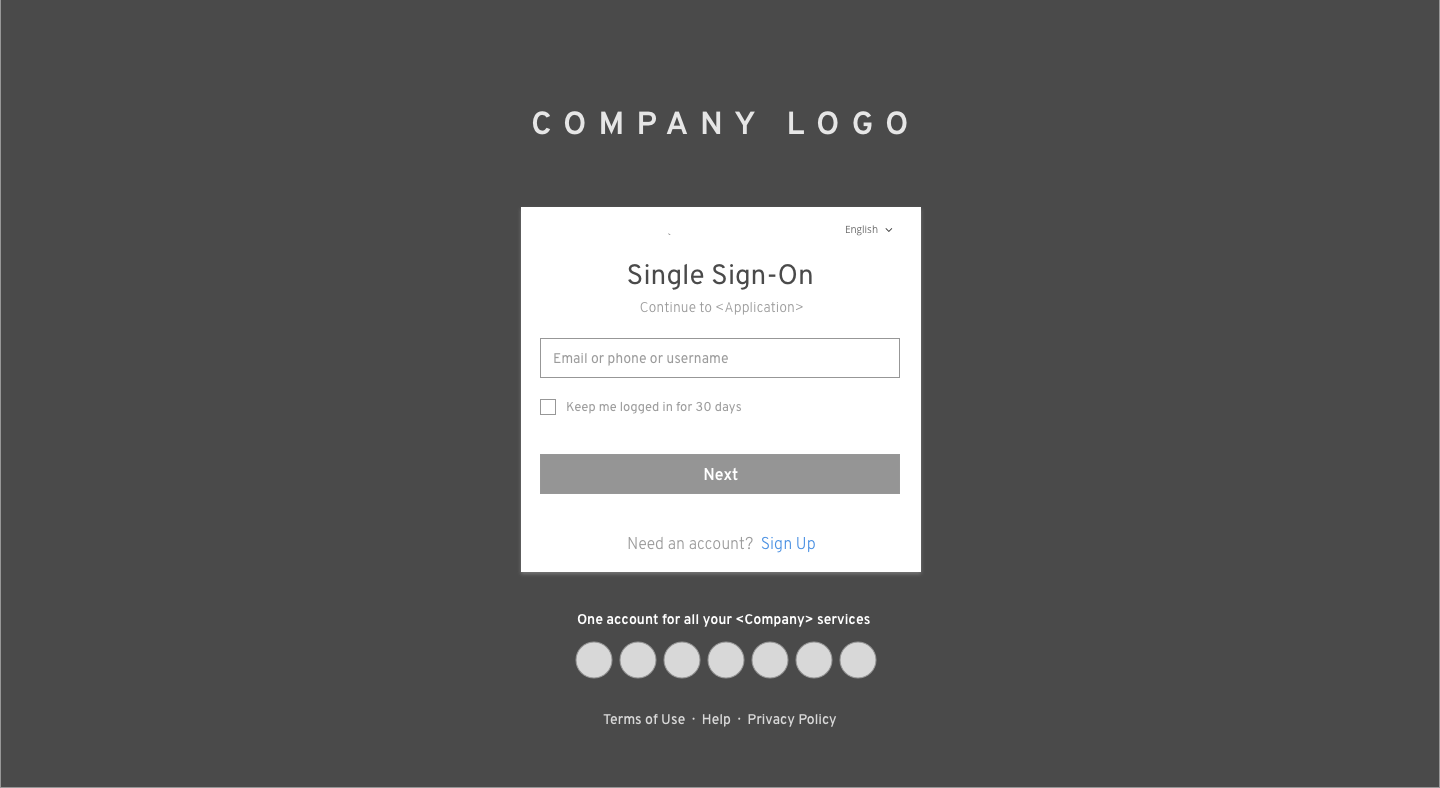 COMPANY LOGO
English
Single Sign-On
Continue to <Application>
Email or phone or username
Keep me logged in for 30 days
Next
Need an account? Sign Up
One account for all your <Company> services
Terms of Use · Help · Privacy Policy